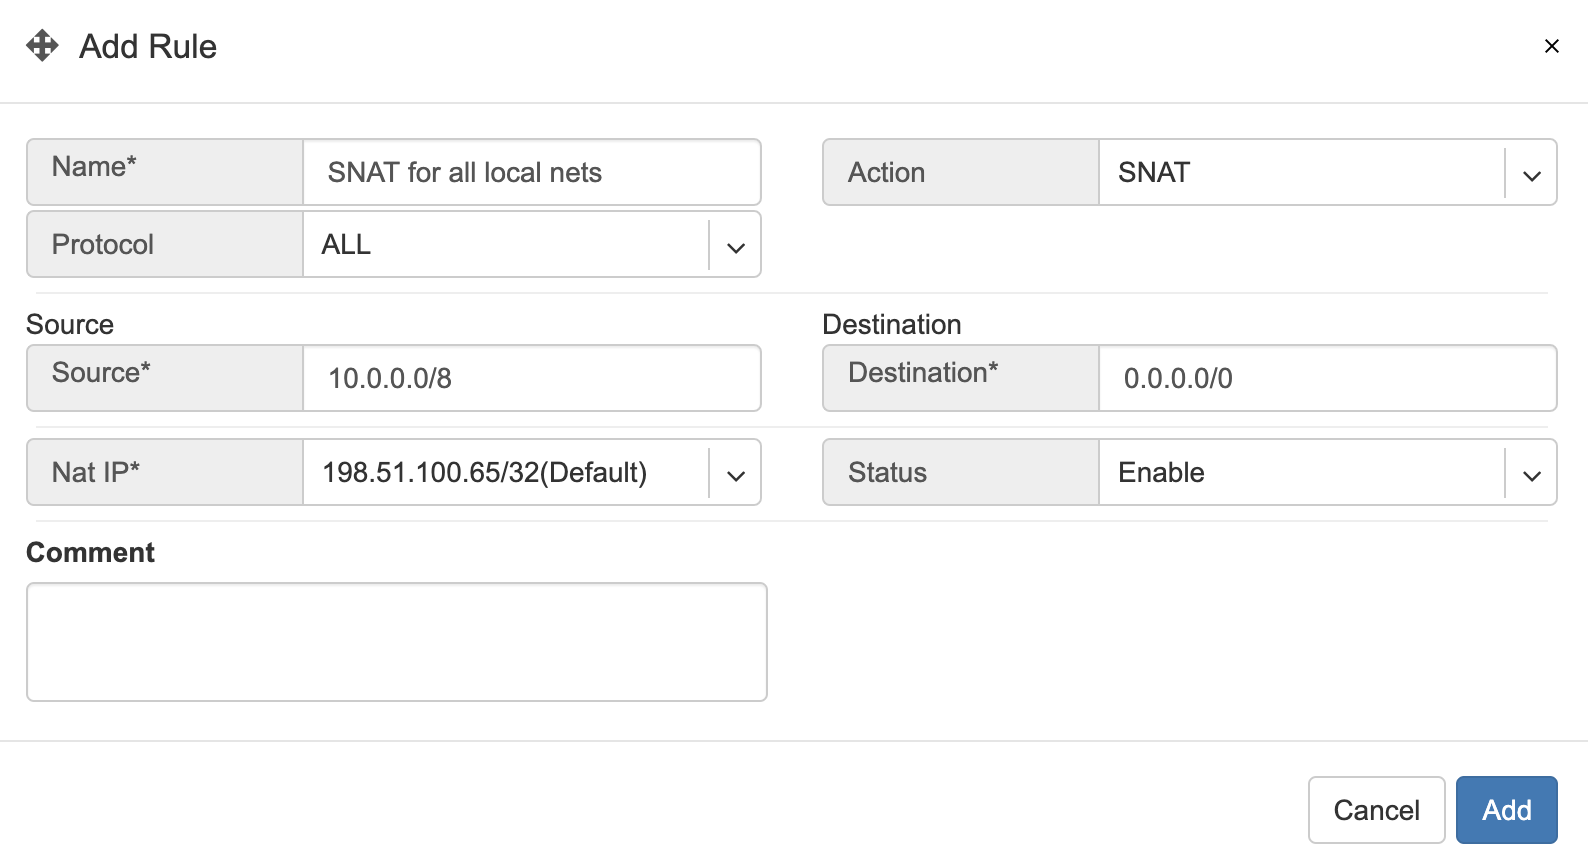 Add Rule
Name* SNAT for all local nets Action SNAT
Protocol ALL
Source Destination
Source* 10.0.0.0/8 Destination* 0.0.0.0/0
Nat IP* 198.51.100.65/32(Default) Status Enable
Comment
Cancel Add